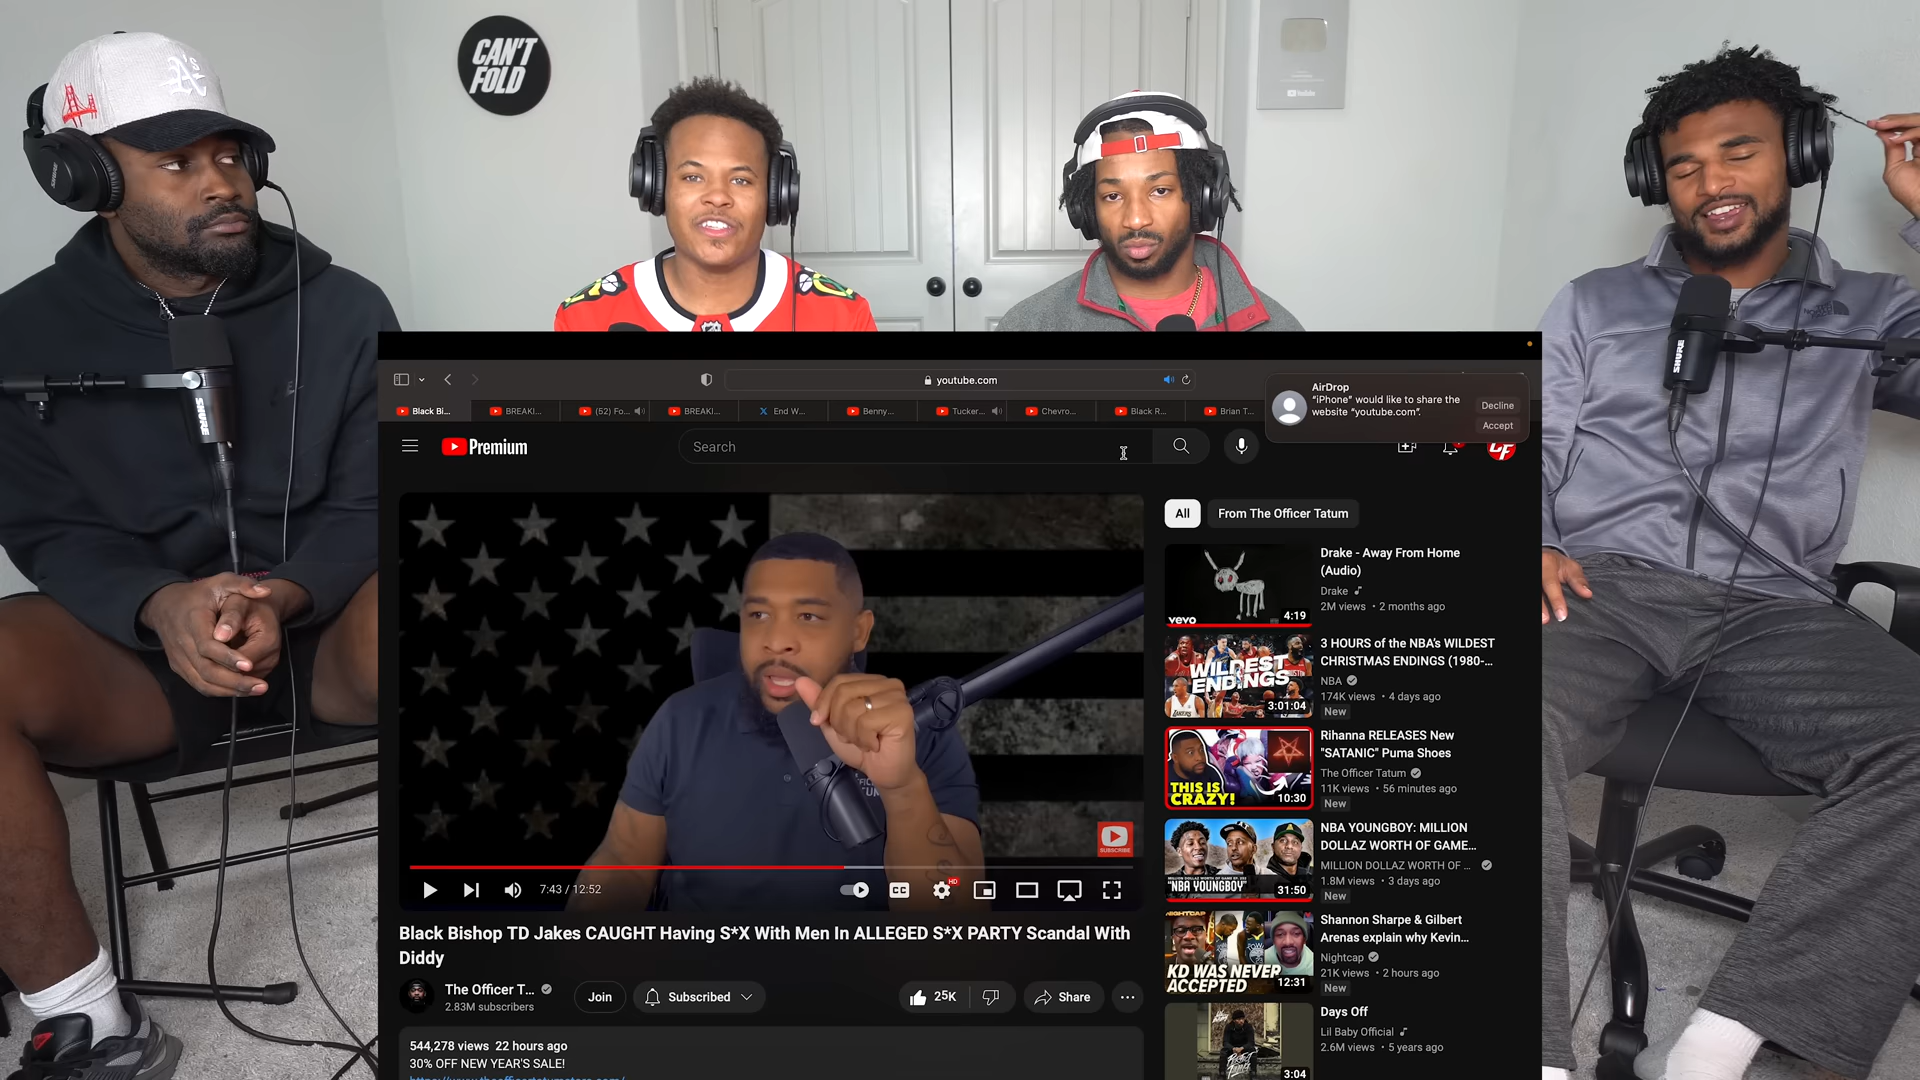 CAN'T
FOLD
A's
YouTube
SHURE
SHURE
youtube.com
AirDrop
"iPhone" would like to share the
website "youtube.com".
Decline
Accept
Black Bi...
BREAKI...
(52) Fo...
BREAKI...
End W...
Benny...
Tucker...
Chevro...
Black R...
Brian T...
Premium
Search
All
From The Officer Tatum
Drake - Away From Home
(Audio)
Drake
2M views • 2 months ago
vevo
4:19
3 HOURS of the NBA's WILDEST
CHRISTMAS ENDINGS (1980-...
NBA
174K views • 4 days ago
New
WILDEST
ENDINGS
3:01:04
Rihanna RELEASES New
"SATANIC" Puma Shoes
The Officer Tatum
11K views • 56 minutes ago
New
THIS IS
CRAZY!
10:30
NBA YOUNGBOY: MILLION
DOLLAZ WORTH OF GAME...
MILLION DOLLAZ WORTH OF ...
1.8M views • 3 days ago
New
"NBA YOUNGBOY"
31:50
Shannon Sharpe & Gilbert
Arenas explain why Kevin...
Nightcap
21K views • 2 hours ago
New
NIGHTCAP
KD WAS NEVER
ACCEPTED
12:31
Days Off
Lil Baby Official
2.6M views • 5 years ago
3:04
SUBSCRIBE
7:43 / 12:52
CC
HD
Black Bishop TD Jakes CAUGHT Having S*X With Men In ALLEGED S*X PARTY Scandal With
Diddy
The Officer T...
2.83M subscribers
Join
Subscribed
25K
Share
544,278 views 22 hours ago
30% OFF NEW YEAR'S SALE!